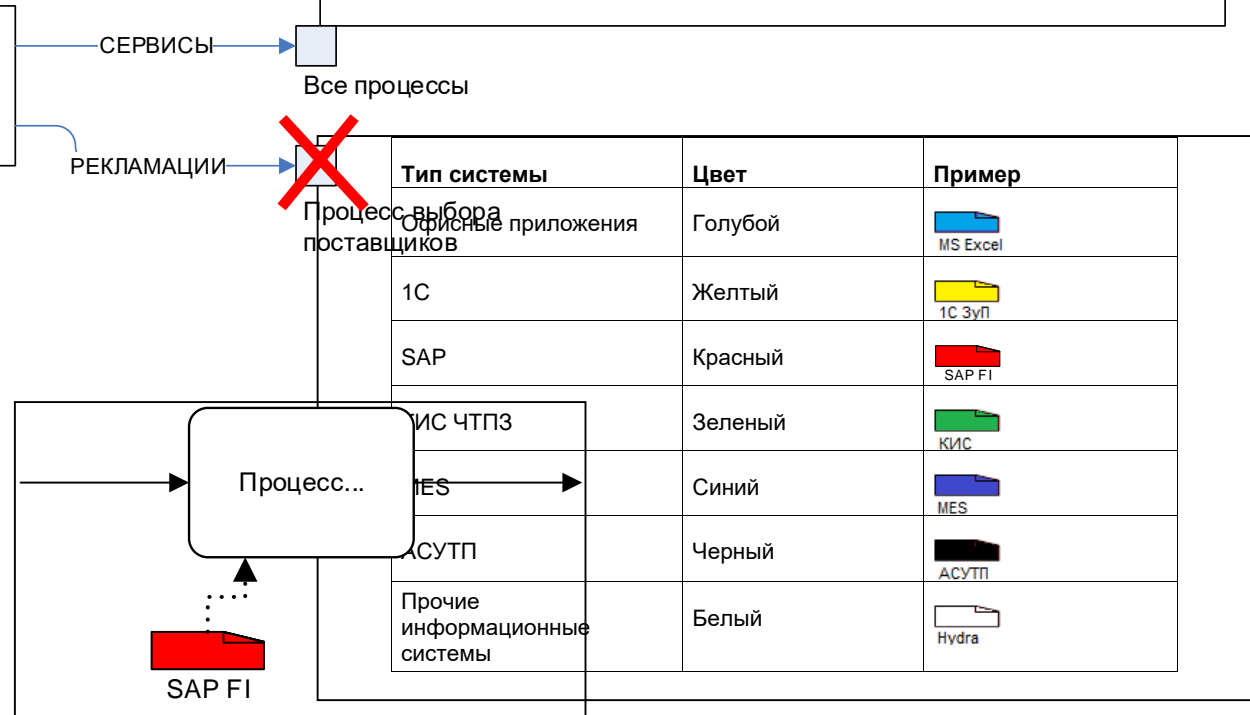 СЕРВИСЫ
Все процессы
РЕКЛАМАЦИИ
Процесс выбора
поставщиков
Тип системы Цвет Пример
Офисные приложения Голубой MS Excel
1С Желтый 1С ЗуП
SAP Красный SAP FI
ЧТПЗ Зеленый КИС
Синий MES
АСУТП Черный АСУТП
Прочие
информационные
системы
Белый Hydra
Процесс...
SAP FI